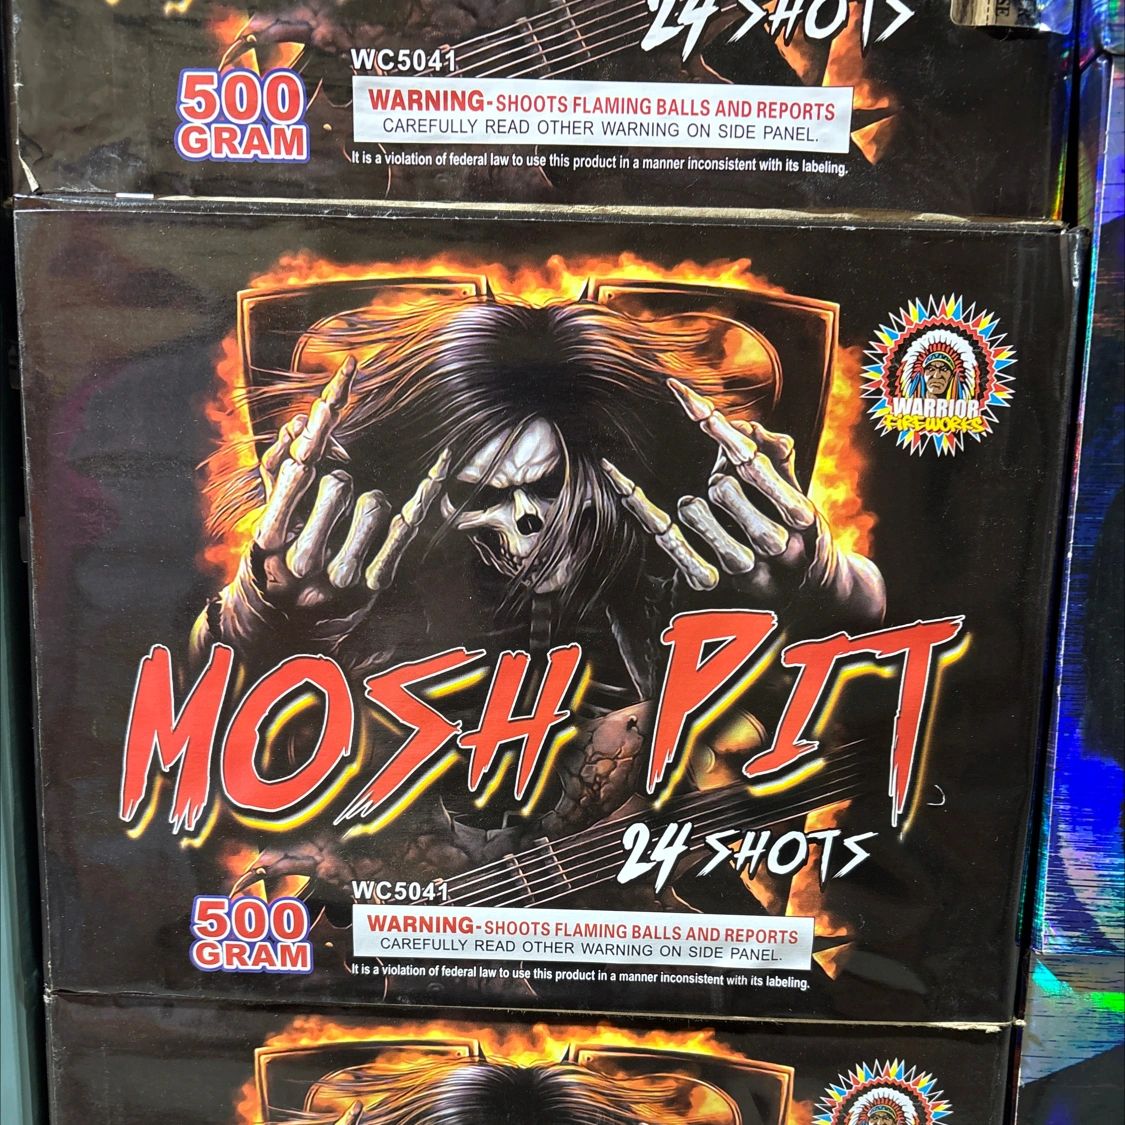 24 SHOTS
WC5041
500
GRAM
WARNING - SHOOTS FLAMING BALLS AND REPORTS
CAREFULLY READ OTHER WARNING ON SIDE PANEL.
It is a violation of federal law to use this product in a manner inconsistent with its labeling.
WARRIOR
FIREWORKS
MOSH PIT
24 SHOTS
WC5041
500
GRAM
WARNING - SHOOTS FLAMING BALLS AND REPORTS
CAREFULLY READ OTHER WARNING ON SIDE PANEL.
It is a violation of federal law to use this product in a manner inconsistent with its labeling.